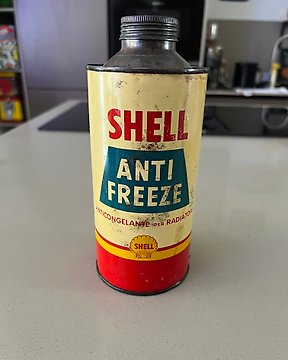 SHELL
ANTI
FREEZE
ANTICONGELANTE PER RADIATORI
SHELL